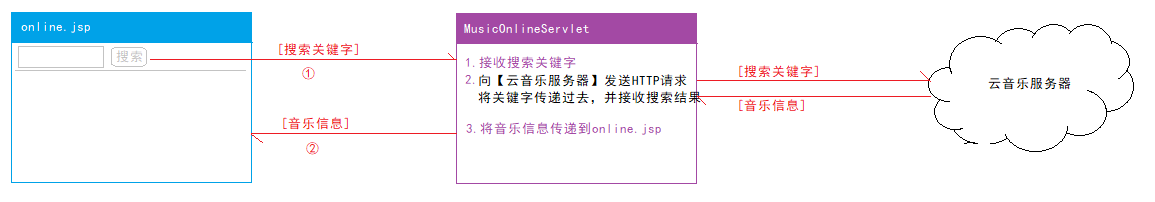 online.jsp
搜索
[搜索关键字]
①
[音乐信息]
②
MusicOnlineServlet
1.接收搜索关键字
2.向【云音乐服务器】发送HTTP请求
将关键字传递过去，并接收搜索结果
3.将音乐信息传递到online.jsp
[搜索关键字]
[音乐信息]
云音乐服务器